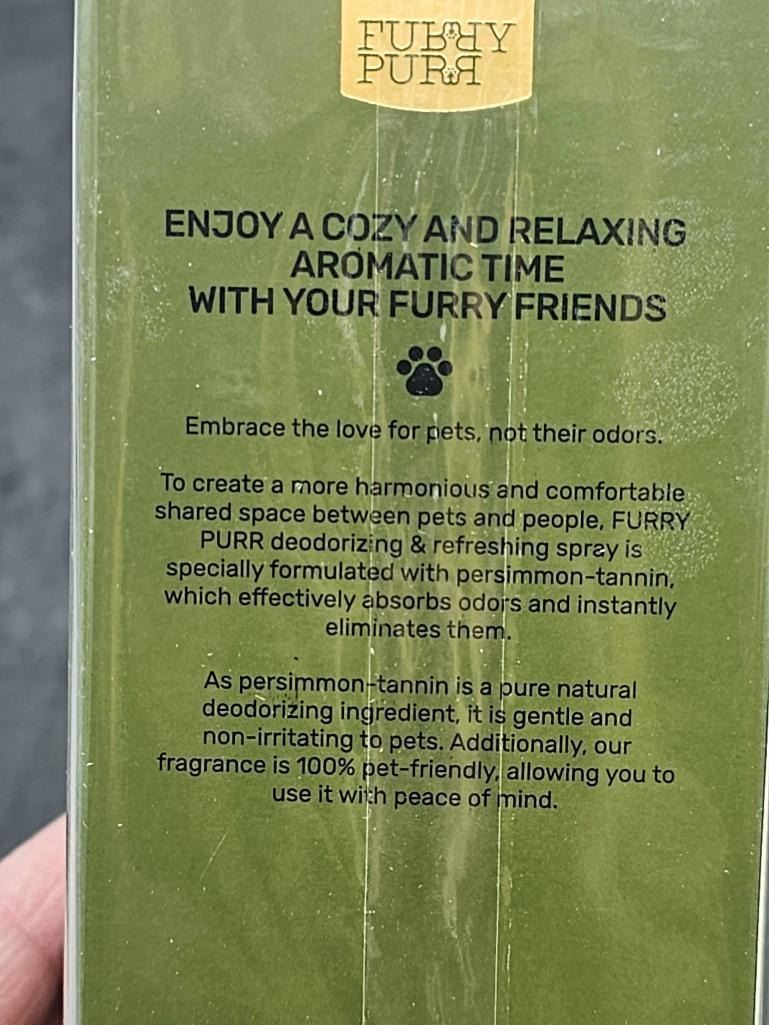 FURRY
PURR
ENJOY A COZY AND RELAXING
AROMATIC TIME
WITH YOUR FURRY FRIENDS
Embrace the love for pets, not their odors.
To create a more harmonious and comfortable
shared space between pets and people, FURRY
PURR deodorizing & refreshing spray is
specially formulated with persimmon-tannin,
which effectively absorbs odors and instantly
eliminates them.
As persimmon-tannin is a pure natural
deodorizing ingredient, it is gentle and
non-irritating to pets. Additionally, our
fragrance is 100% pet-friendly, allowing you to
use it with peace of mind.